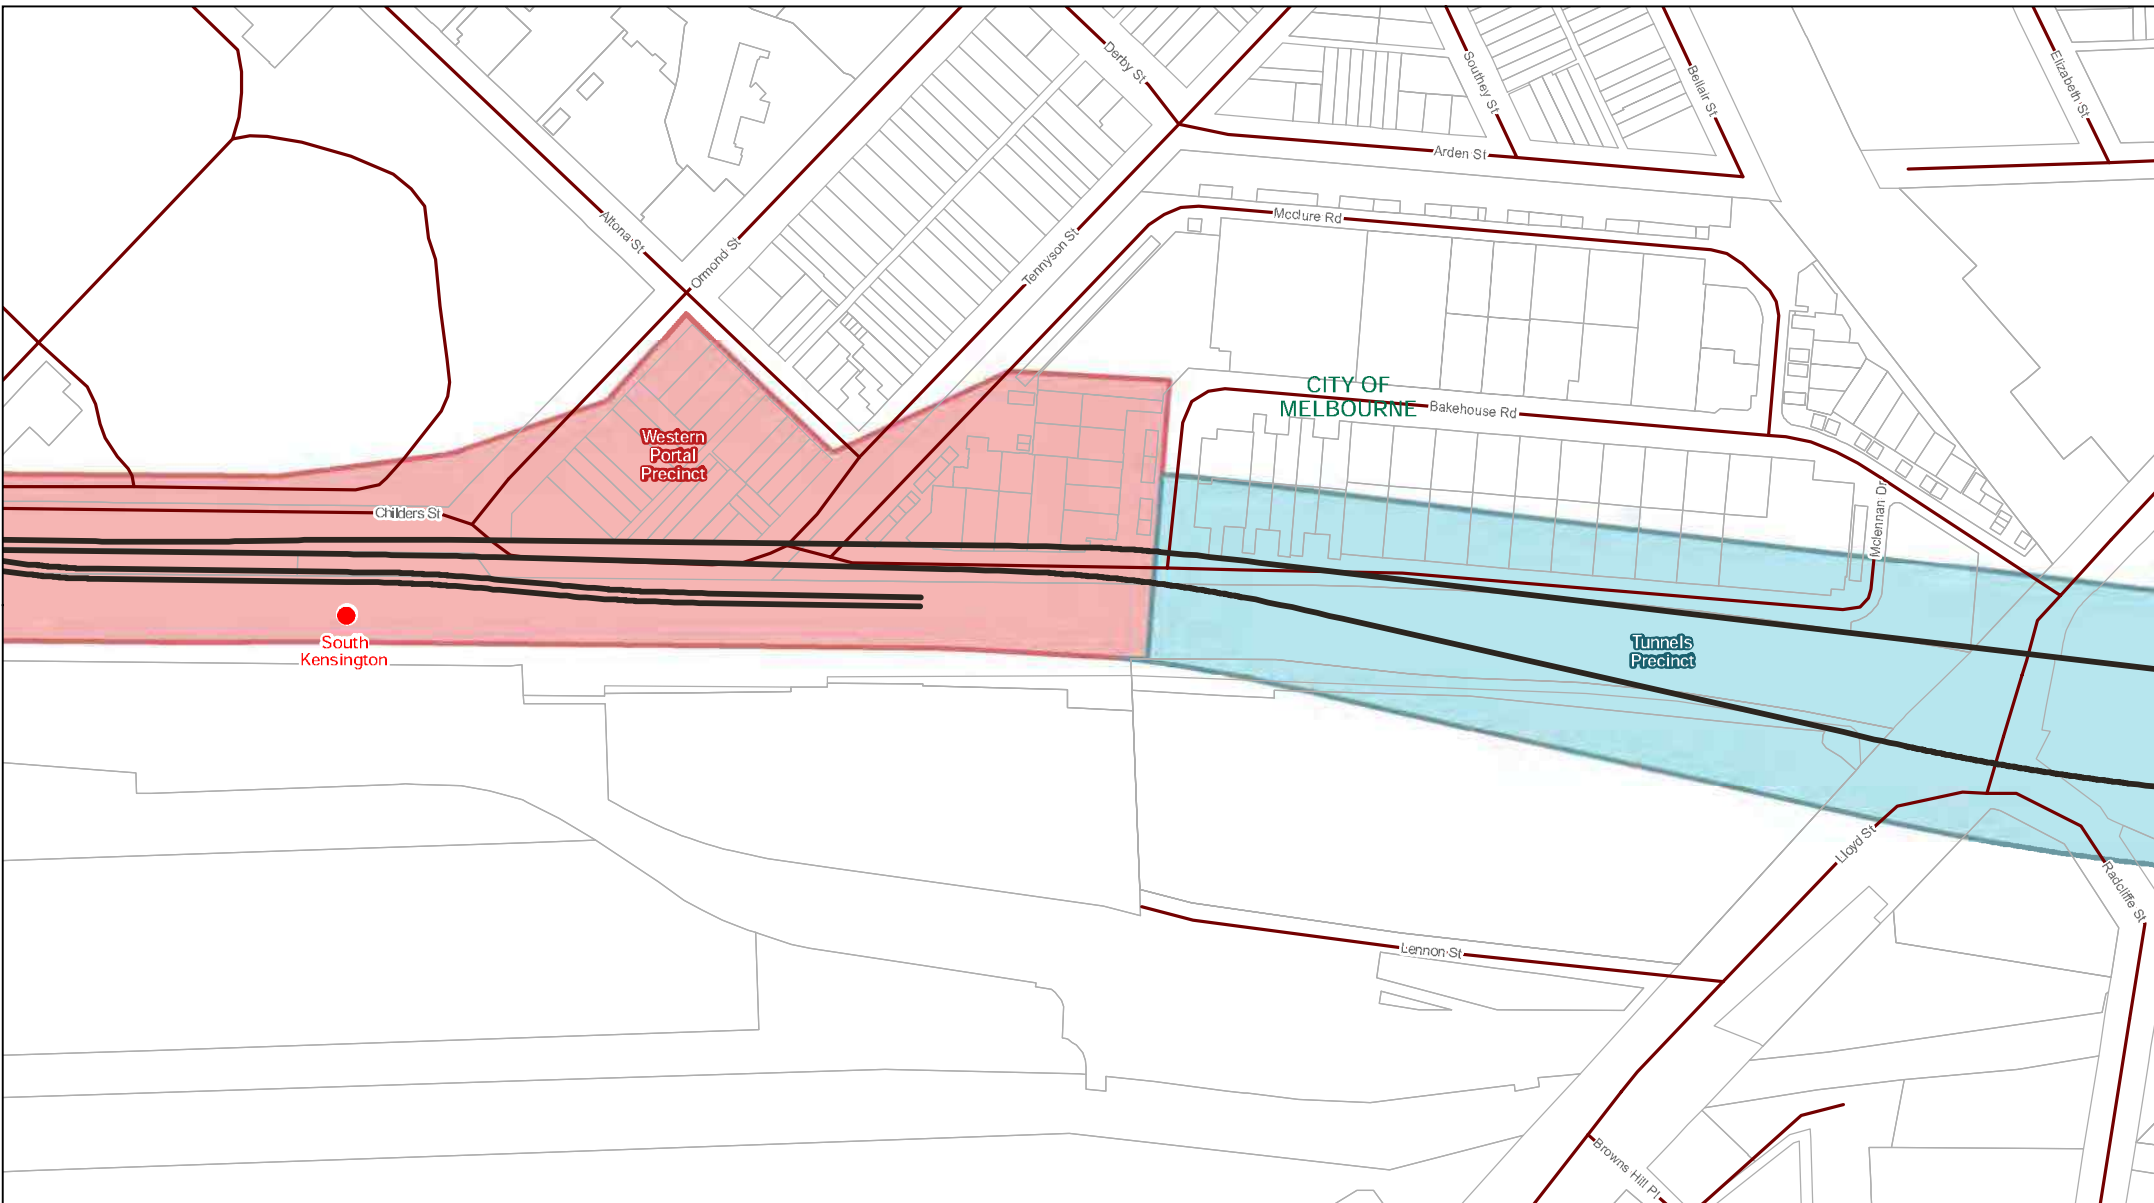 Derby St
Southey St
Bellair St
Elizabeth St
Arden St
Altona St
Ormond St
Tennyson St
Mcclure Rd
CITY OF
MELBOURNE
Bakehouse Rd
Western
Portal
Precinct
Childers St
Mclennan Dr
South
Kensington
Tunnels
Precinct
Lloyd St
Radcliffe St
Lennon St
Browns Hill Pl